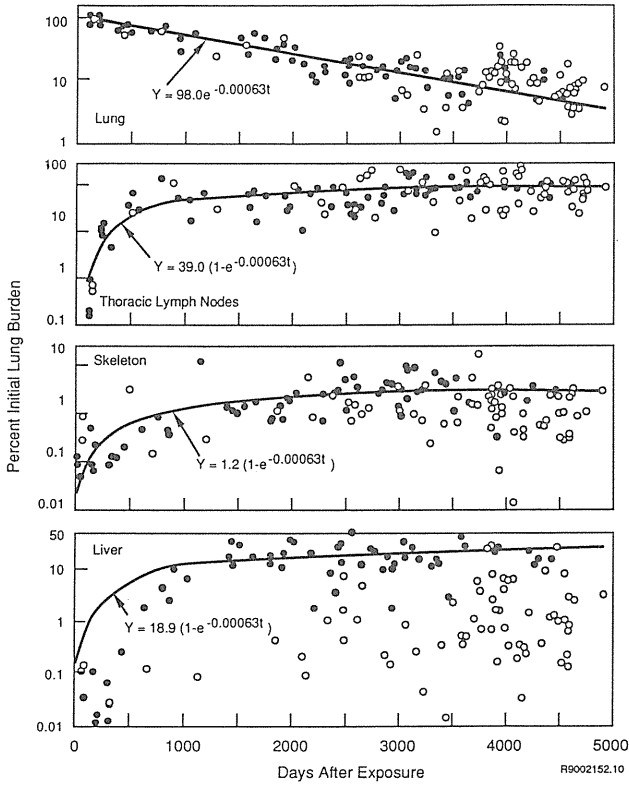 100
10
1
Y = 98.0e -0.00063t
Lung
100
10
1
0.1
Y = 39.0 (1-e -0.00063t )
Thoracic Lymph Nodes
Percent Initial Lung Burden
10
1
0.1
0.01
Skeleton
Y = 1.2 (1-e -0.00063t )
50
10
1
0.1
0.01
Liver
Y = 18.9 (1-e -0.00063t )
0
1000
2000
3000
4000
5000
Days After Exposure
R9002152.10